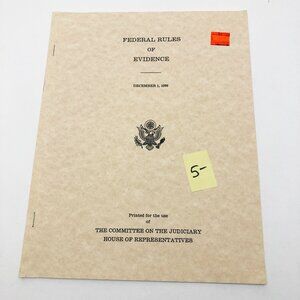 FEDERAL RULES
OF
EVIDENCE
5-
Printed for the use
of
THE COMMITTEE ON THE JUDICIARY
HOUSE OF REPRESENTATIVES